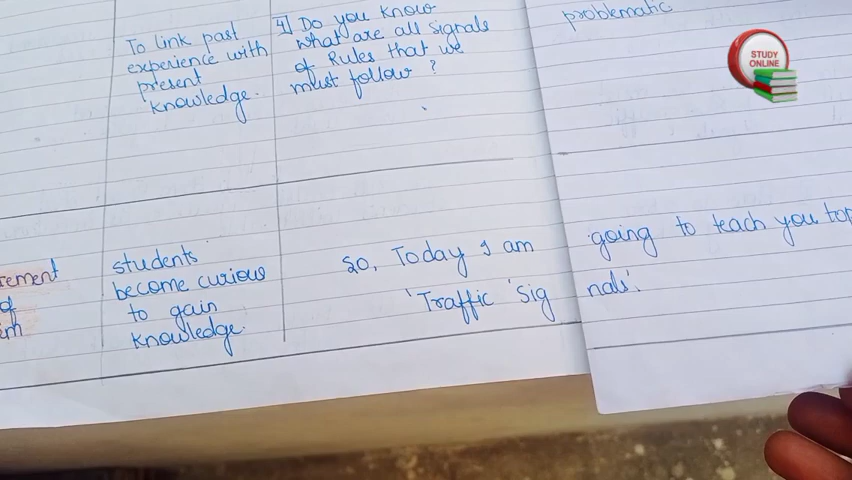 problematic
STUDY
ONLINE
To link past
experience with
present
knowledge.
4] Do you know
what are all signals
of Rules that we
must follow ?
rement
of
students
become curious
to gain
knowledge.
So, Today I am going to teach you top
'Traffic 'Sig nals'.